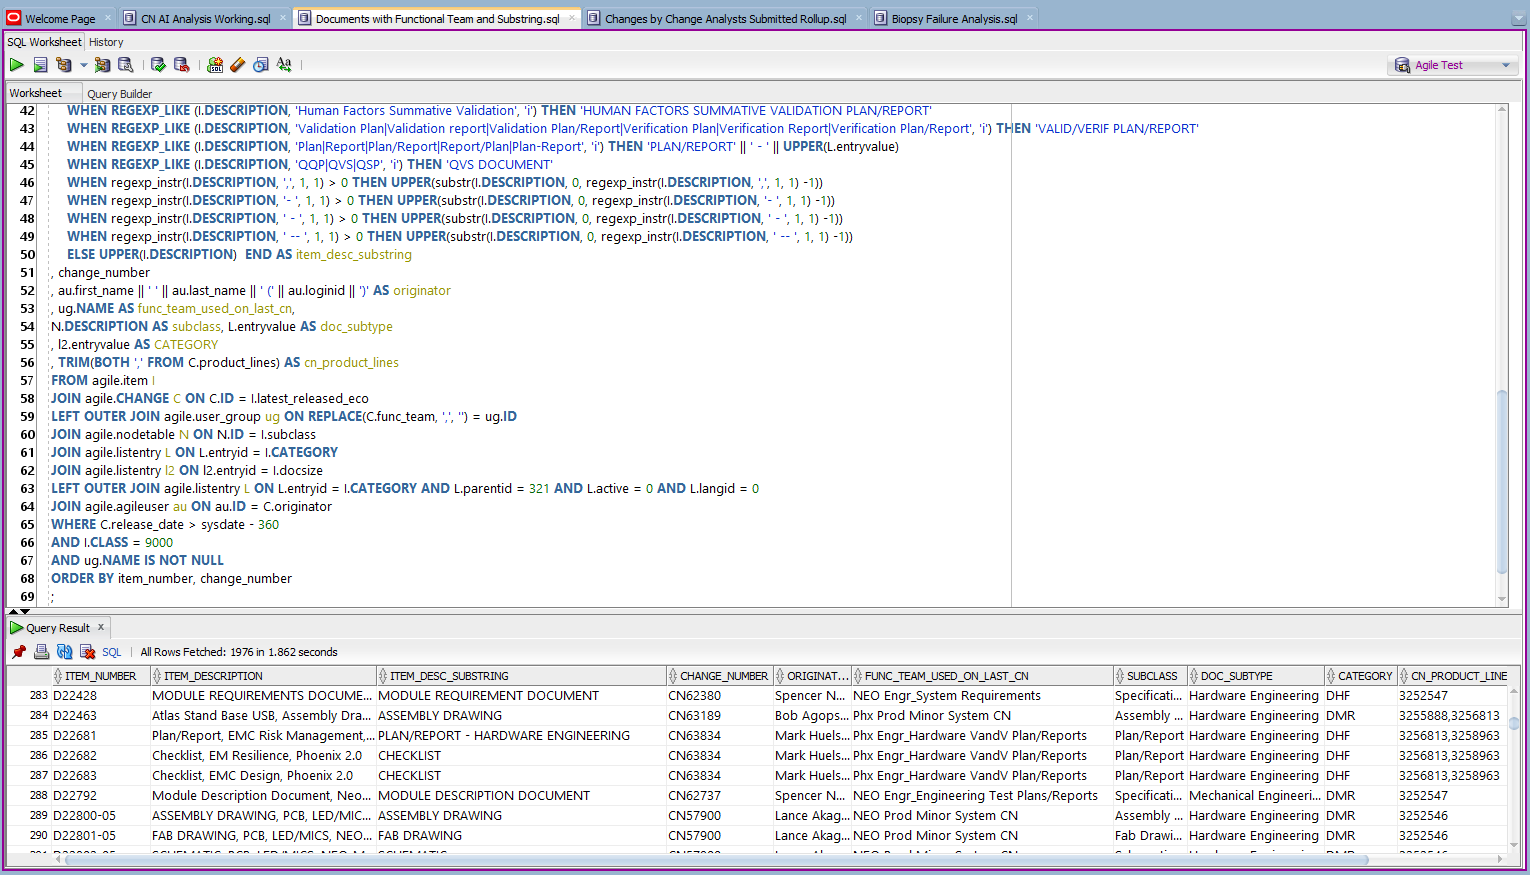 Welcome Page
CN AI Analysis Working.sql
Documents with Functional Team and Substring.sql
Changes by Change Analysts Submitted Rollup.sql
Biopsy Failure Analysis.sql
SQL Worksheet History
Agile Test
Worksheet Query Builder
42 WHEN REGEXP_LIKE (I.DESCRIPTION, 'Human Factors Summative Validation', 'i') THEN 'HUMAN FACTORS SUMMATIVE VALIDATION PLAN/REPORT'
43 WHEN REGEXP_LIKE (I.DESCRIPTION, 'Validation Plan|Validation report|Validation Plan/Report|Verification Plan|Verification Report|Verification Plan/Report', 'i') THEN 'VALID/VERIF PLAN/REPORT'
44 WHEN REGEXP_LIKE (I.DESCRIPTION, 'Plan|Report|Plan/Report|Report/Plan|Plan-Report', 'i') THEN 'PLAN/REPORT' || ' - ' || UPPER(L.entryvalue)
45 WHEN REGEXP_LIKE (I.DESCRIPTION, 'QQP|QVS|QSP', 'i') THEN 'QVS DOCUMENT'
46 WHEN regexp_instr(I.DESCRIPTION, ',', 1, 1) > 0 THEN UPPER(substr(I.DESCRIPTION, 0, regexp_instr(I.DESCRIPTION, ',', 1, 1) -1))
47 WHEN regexp_instr(I.DESCRIPTION, '- ', 1, 1) > 0 THEN UPPER(substr(I.DESCRIPTION, 0, regexp_instr(I.DESCRIPTION, '- ', 1, 1) -1))
48 WHEN regexp_instr(I.DESCRIPTION, ' - ', 1, 1) > 0 THEN UPPER(substr(I.DESCRIPTION, 0, regexp_instr(I.DESCRIPTION, ' - ', 1, 1) -1))
49 WHEN regexp_instr(I.DESCRIPTION, ' -- ', 1, 1) > 0 THEN UPPER(substr(I.DESCRIPTION, 0, regexp_instr(I.DESCRIPTION, ' -- ', 1, 1) -1))
50 ELSE UPPER(I.DESCRIPTION) END AS item_desc_substring
51 , change_number
52 , au.first_name || ' ' || au.last_name || ' (' || au.loginid || ')' AS originator
53 , ug.NAME AS func_team_used_on_last_cn,
54 N.DESCRIPTION AS subclass, L.entryvalue AS doc_subtype
55 , l2.entryvalue AS CATEGORY
56 , TRIM(BOTH ',' FROM C.product_lines) AS cn_product_lines
57 FROM agile.item I
58 JOIN agile.CHANGE C ON C.ID = I.latest_released_eco
59 LEFT OUTER JOIN agile.user_group ug ON REPLACE(C.func_team, ',', '') = ug.ID
60 JOIN agile.nodetable N ON N.ID = I.subclass
61 JOIN agile.listentry L ON L.entryid = I.CATEGORY
62 JOIN agile.listentry l2 ON l2.entryid = I.docsize
63 LEFT OUTER JOIN agile.listentry L ON L.entryid = I.CATEGORY AND L.parentid = 321 AND L.active = 0 AND L.langid = 0
64 JOIN agile.agileuser au ON au.ID = C.originator
65 WHERE C.release_date > sysdate - 360
66 AND I.CLASS = 9000
67 AND ug.NAME IS NOT NULL
68 ORDER BY item_number, change_number
69 ;
Query Result x
SQL | All Rows Fetched: 1976 in 1.862 seconds
ITEM_NUMBER ITEM_DESCRIPTION ITEM_DESC_SUBSTRING CHANGE_NUMBER ORIGINAT... FUNC_TEAM_USED_ON_LAST_CN SUBCLASS DOC_SUBTYPE CATEGORY CN_PRODUCT_LINE
283 D22428 MODULE REQUIREMENTS DOCUME... MODULE REQUIREMENT DOCUMENT CN62380 Spencer N... NEO Engr_System Requirements Specificati... Hardware Engineering DHF 3252547
284 D22463 Atlas Stand Base USB, Assembly Dra... ASSEMBLY DRAWING CN63189 Bob Agops... Phx Prod Minor System CN Assembly ... Hardware Engineering DMR 3255888,3256813
285 D22681 Plan/Report, EMC Risk Management,... PLAN/REPORT - HARDWARE ENGINEERING CN63834 Mark Huels... Phx Engr_Hardware VandV Plan/Reports Plan/Report Hardware Engineering DHF 3256813,3258963
286 D22682 Checklist, EM Resilience, Phoenix 2.0 CHECKLIST CN63834 Mark Huels... Phx Engr_Hardware VandV Plan/Reports Plan/Report Hardware Engineering DHF 3256813,3258963
287 D22683 Checklist, EMC Design, Phoenix 2.0 CHECKLIST CN63834 Mark Huels... Phx Engr_Hardware VandV Plan/Reports Plan/Report Hardware Engineering DHF 3256813,3258963
288 D22792 Module Description Document, Neo... MODULE DESCRIPTION DOCUMENT CN62737 Spencer N... NEO Engr_Engineering Test Plans/Reports Specificati... Mechanical Engineeri... DMR 3252547
289 D22800-05 ASSEMBLY DRAWING, PCB, LED/MIC... ASSEMBLY DRAWING CN57900 Lance Akag... NEO Prod Minor System CN Assembly ... Hardware Engineering DMR 3252546
290 D22801-05 FAB DRAWING, PCB, LED/MICS, NEO... FAB DRAWING CN57900 Lance Akag... NEO Prod Minor System CN Fab Drawi... Hardware Engineering DMR 3252546